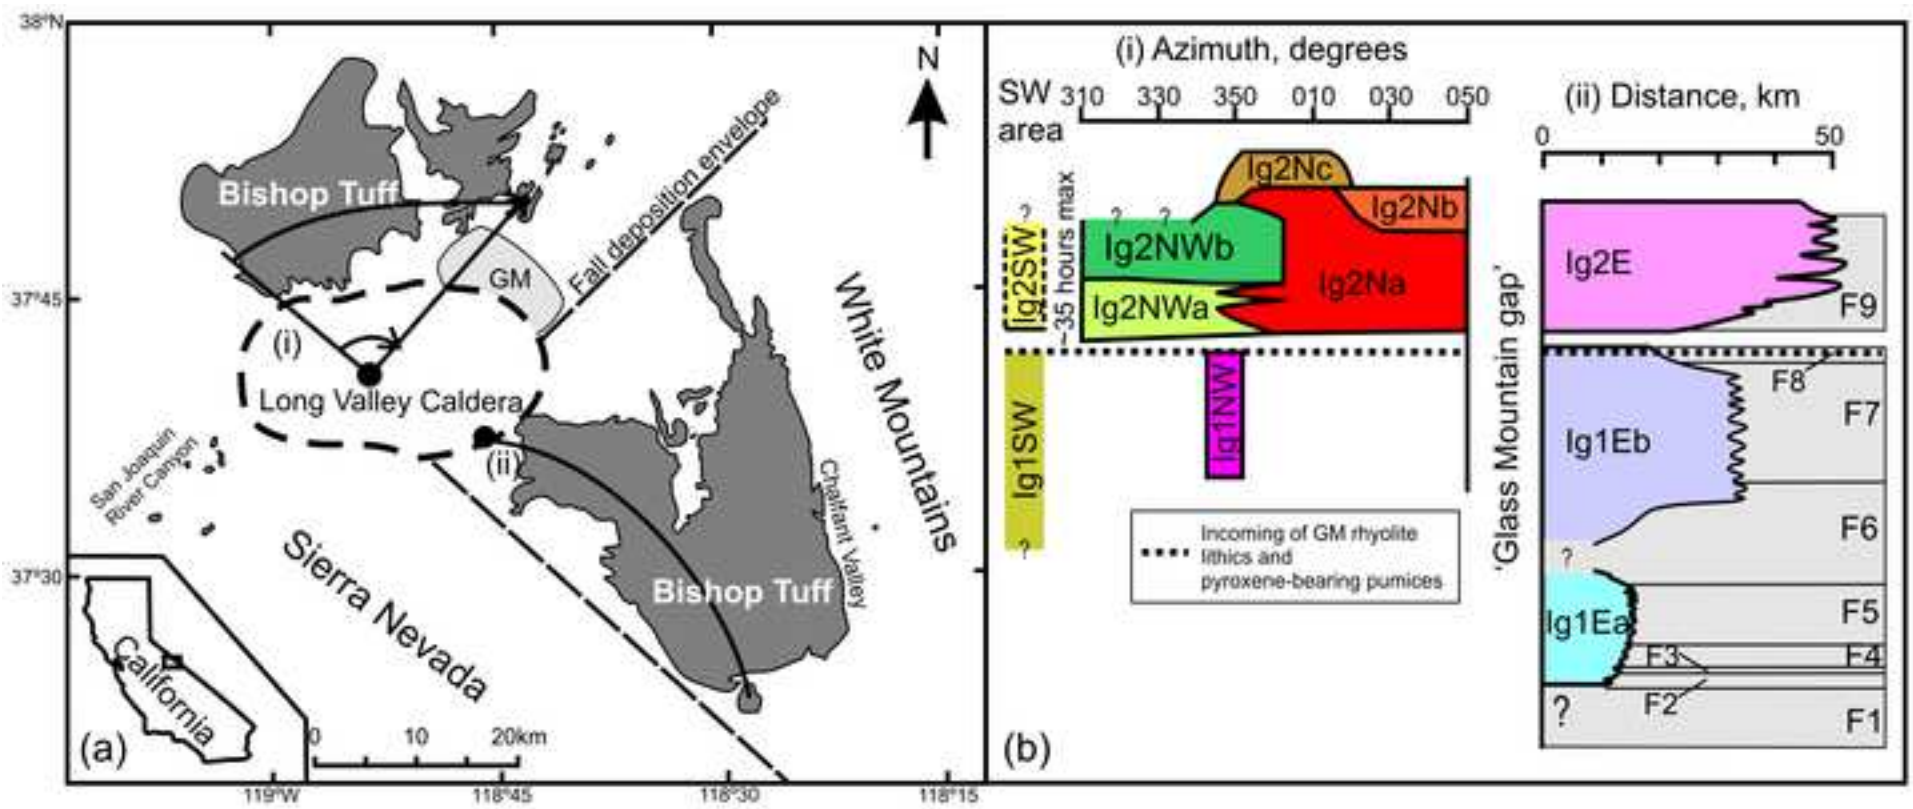 38°N
37°45
37°30
119°W
118°45
118°30
118°15
N
Bishop Tuff
GM
Fall deposition envelope
(i)
Long Valley Caldera
(ii)
San Joaquin
River Canyon
Sierra Nevada
White Mountains
Chalfant Valley
Bishop Tuff
California
0 10 20km
(a)
(b)
(i) Azimuth, degrees
SW
area
310 330 350 010 030 050
Ig2Nc
Ig2Nb
Ig2NWb
Ig2Na
Ig2NWa
? ?
?
Ig2SW
~35 hours max
Ig1SW
?
Ig1NW
Incoming of GM rhyolite
lithics and
pyroxene-bearing pumices
'Glass Mountain gap'
(ii) Distance, km
0 50
Ig2E
F9
F8
F7
Ig1Eb
F6
?
F5
Ig1Ea
F3
F4
F2
?
F1